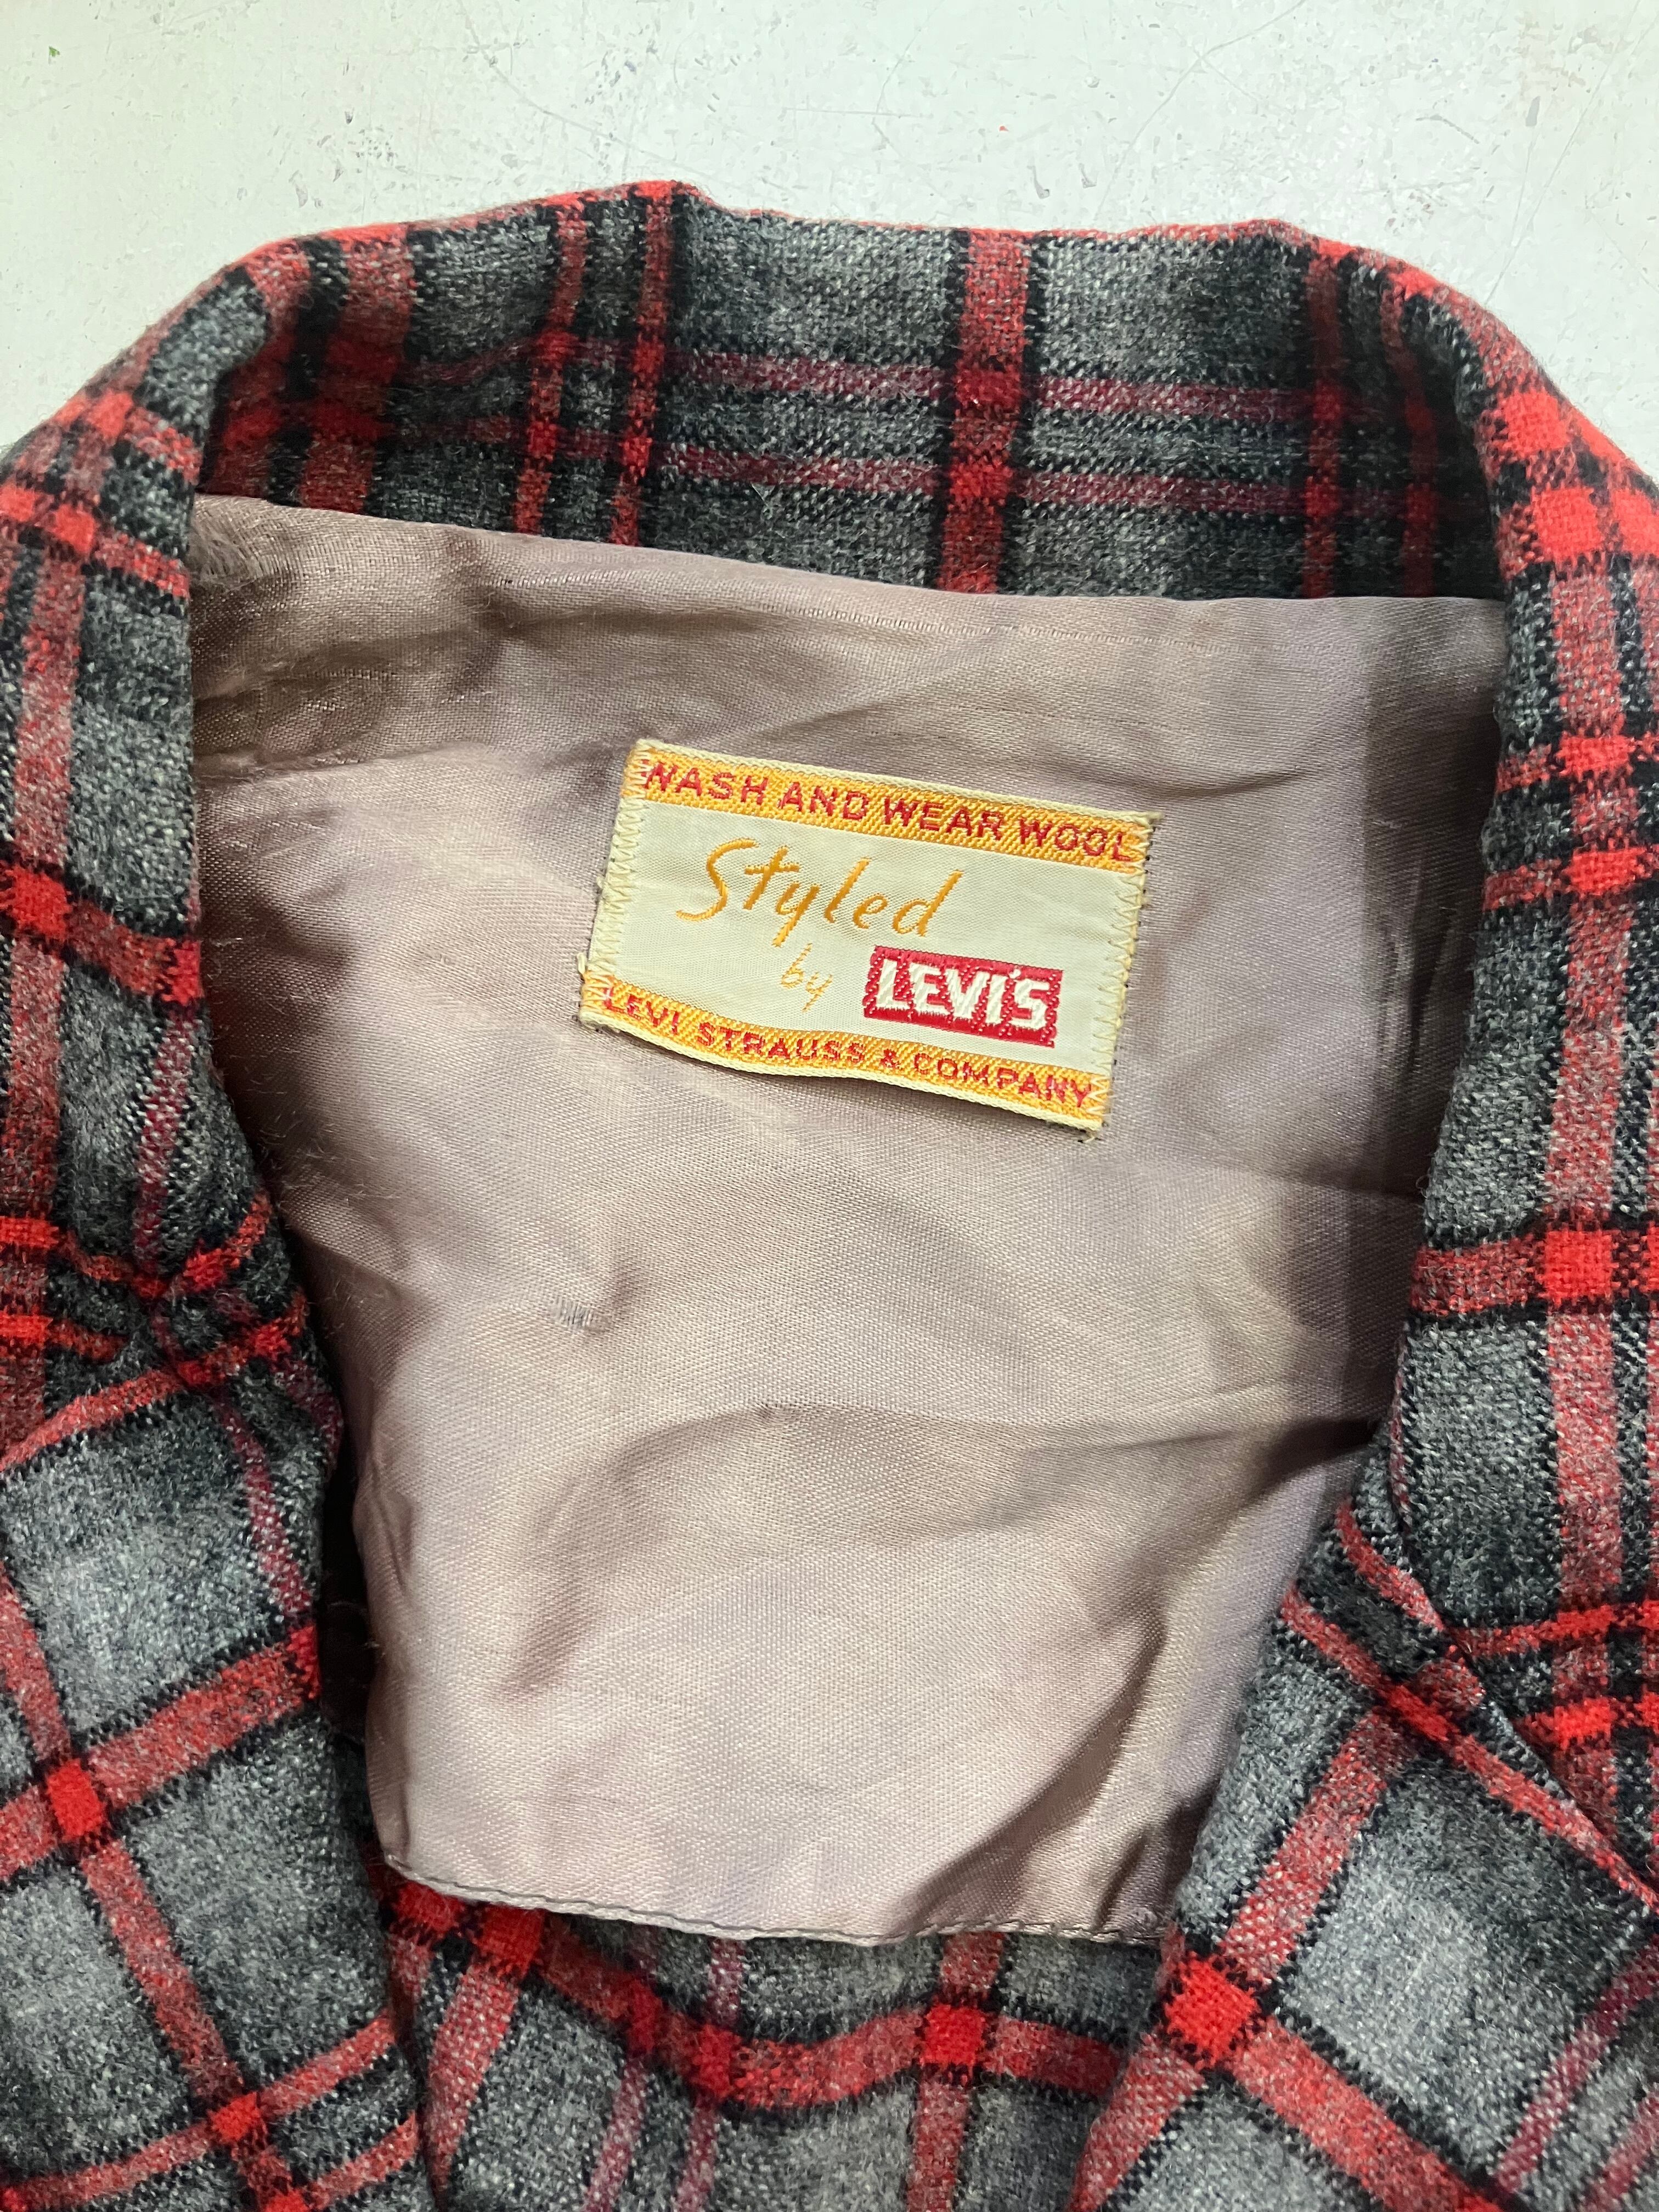 WASH AND WEAR WOOL
Styled
by LEVI'S
LEVI STRAUSS & COMPANY